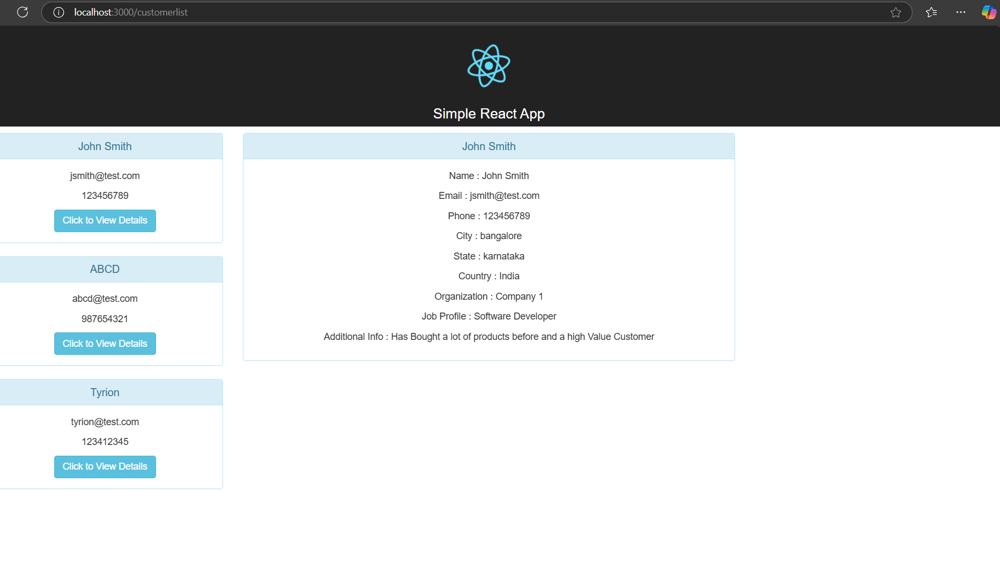 localhost:3000/customerlist
Simple React App
John Smith
jsmith@test.com
123456789
Click to View Details
ABCD
abcd@test.com
987654321
Click to View Details
Tyrion
tyrion@test.com
123412345
Click to View Details
John Smith
Name : John Smith
Email : jsmith@test.com
Phone : 123456789
City : bangalore
State : karnataka
Country : India
Organization : Company 1
Job Profile : Software Developer
Additional Info : Has Bought a lot of products before and a high Value Customer